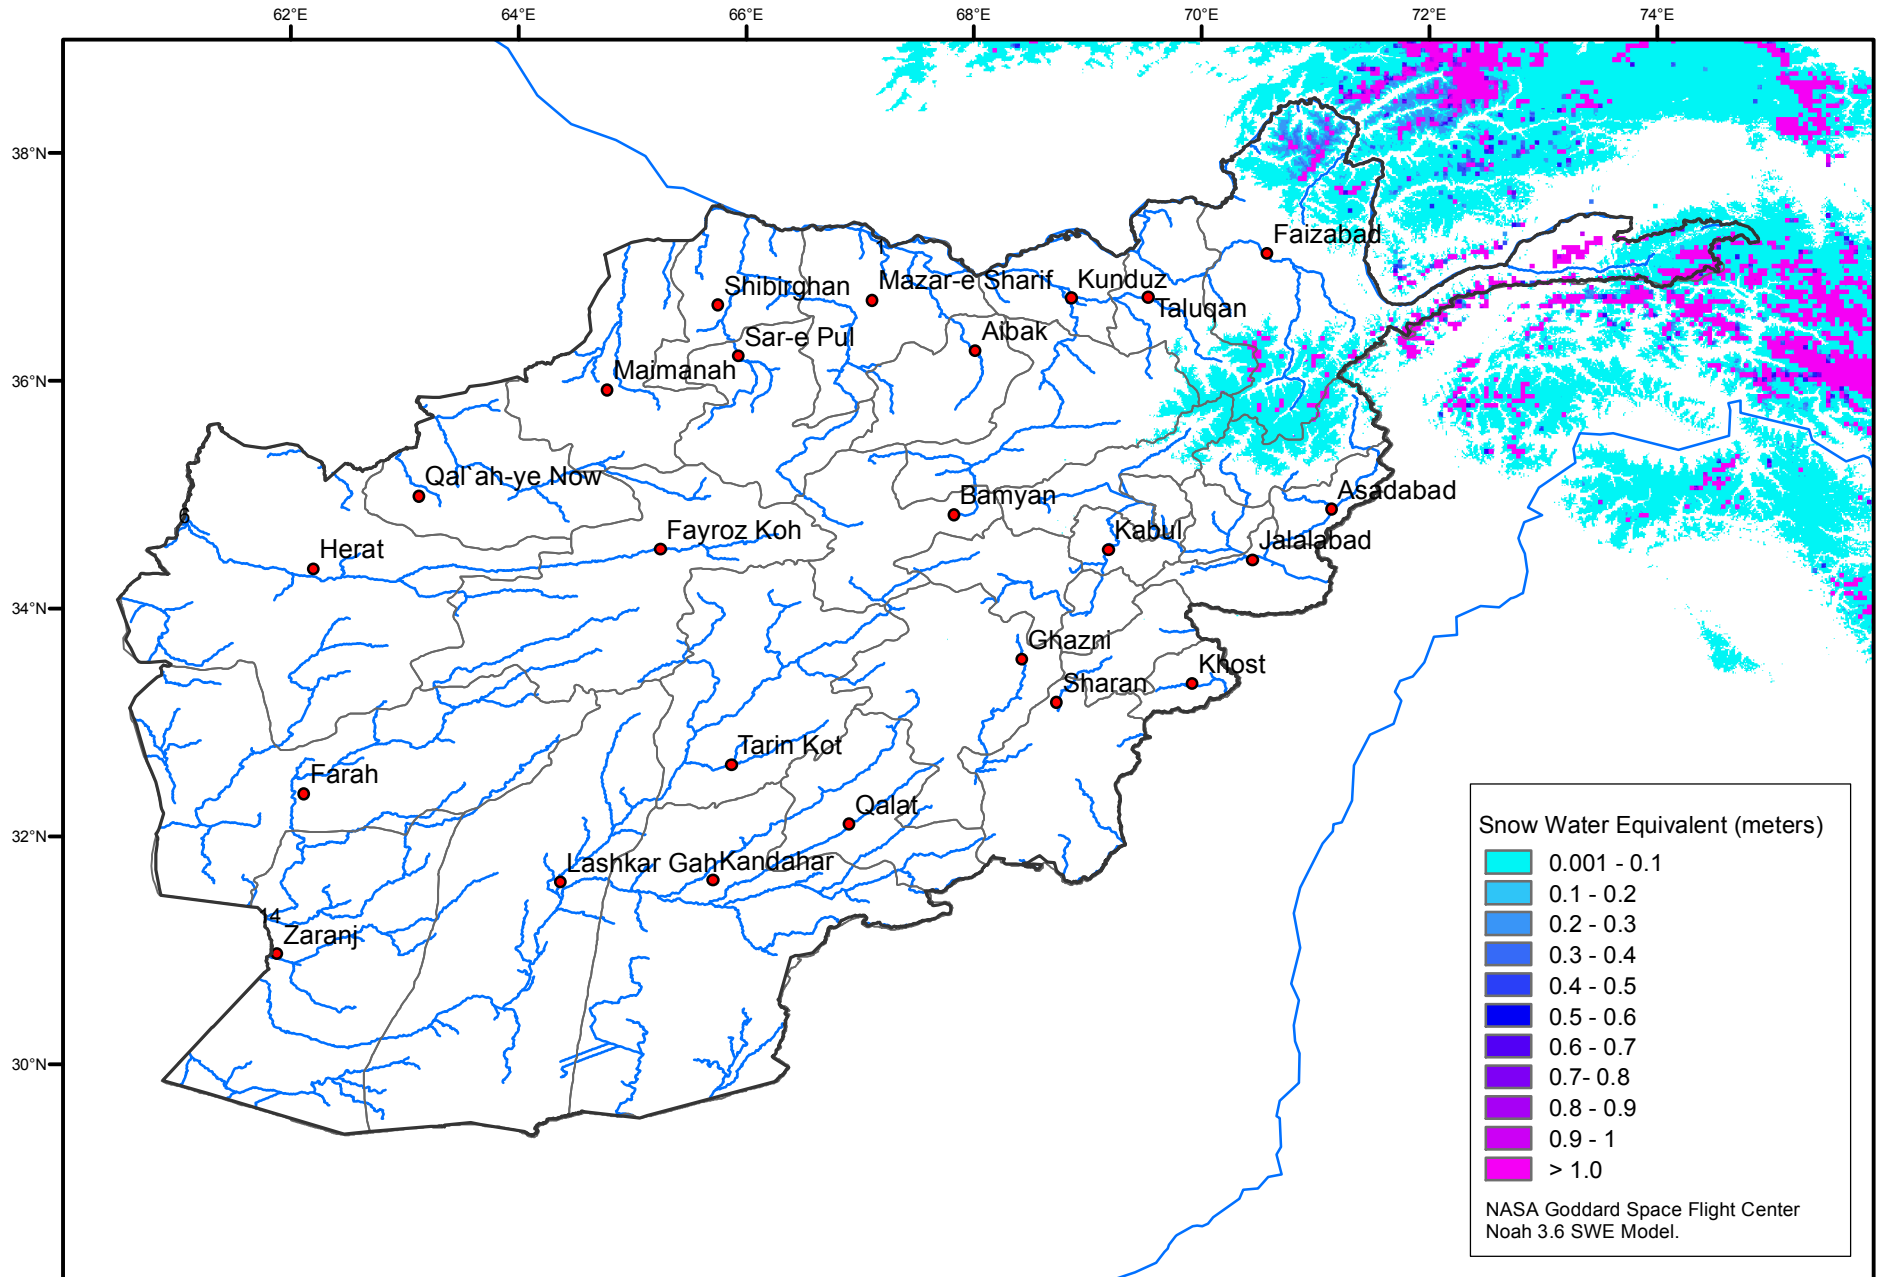 62°E 64°E 66°E 68°E 70°E 72°E 74°E
38°N
Faizabad
1
Shibirghan Mazar-e Sharif Kunduz
Taluqan
Sar-e Pul Aibak
36°N
Maimanah
Qal`ah-ye Now Bamyan Asadabad
6
Fayroz Koh Kabul
Herat Jalalabad
34°N
Ghazni
Khost
Sharan
Tarin Kot
Farah
Qalat
32°N
Lashkar Gah Kandahar
14
Zaranj
30°N
Snow Water Equivalent (meters)
0.001 - 0.1
0.1 - 0.2
0.2 - 0.3
0.3 - 0.4
0.4 - 0.5
0.5 - 0.6
0.6 - 0.7
0.7- 0.8
0.8 - 0.9
0.9 - 1
> 1.0
NASA Goddard Space Flight Center
Noah 3.6 SWE Model.